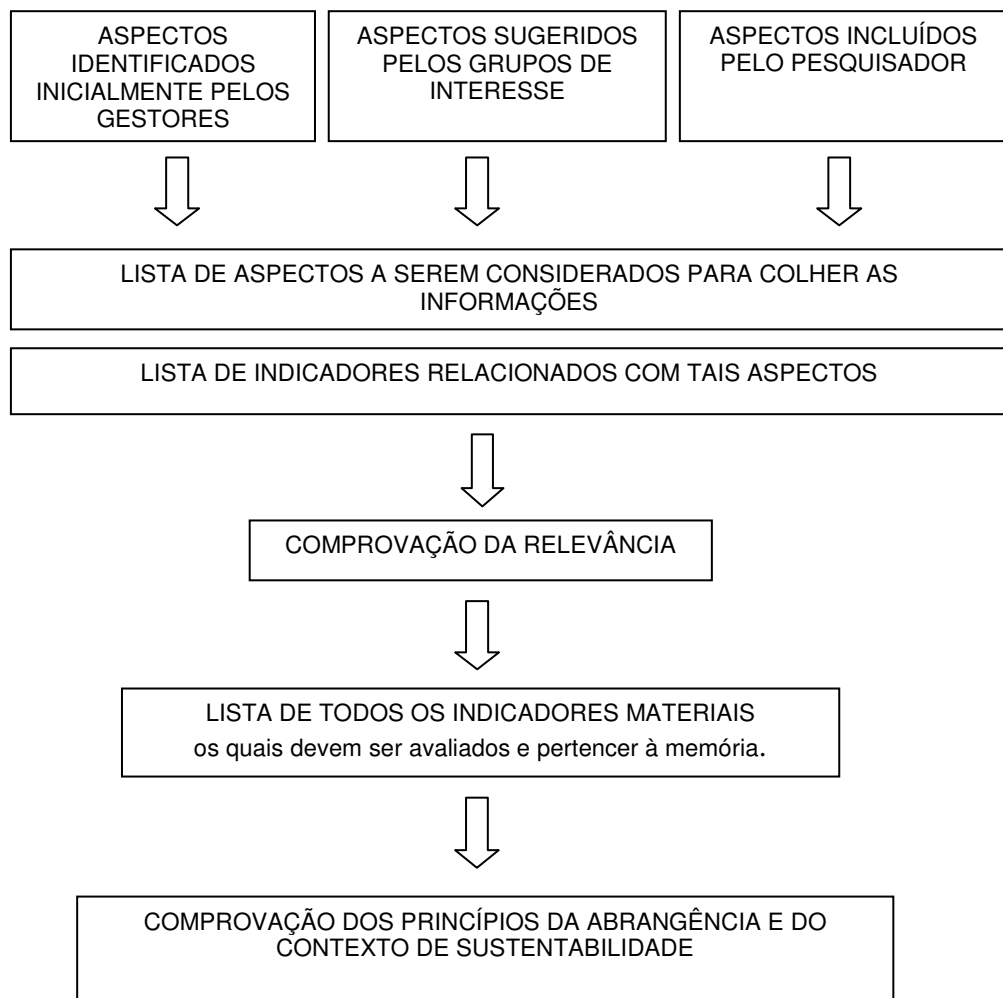 ASPECTOS
IDENTIFICADOS
INICIALMENTE PELOS
GESTORES
ASPECTOS SUGERIDOS
PELOS GRUPOS DE
INTERESSE
ASPECTOS INCLUÍDOS
PELO PESQUISADOR
LISTA DE ASPECTOS A SEREM CONSIDERADOS PARA COLHER AS
INFORMAÇÕES
LISTA DE INDICADORES RELACIONADOS COM TAIS ASPECTOS
COMPROVAÇÃO DA RELEVÂNCIA
LISTA DE TODOS OS INDICADORES MATERIAIS
os quais devem ser avaliados e pertencer à memória.
COMPROVAÇÃO DOS PRINCÍPIOS DA ABRANGÊNCIA E DO
CONTEXTO DE SUSTENTABILIDADE